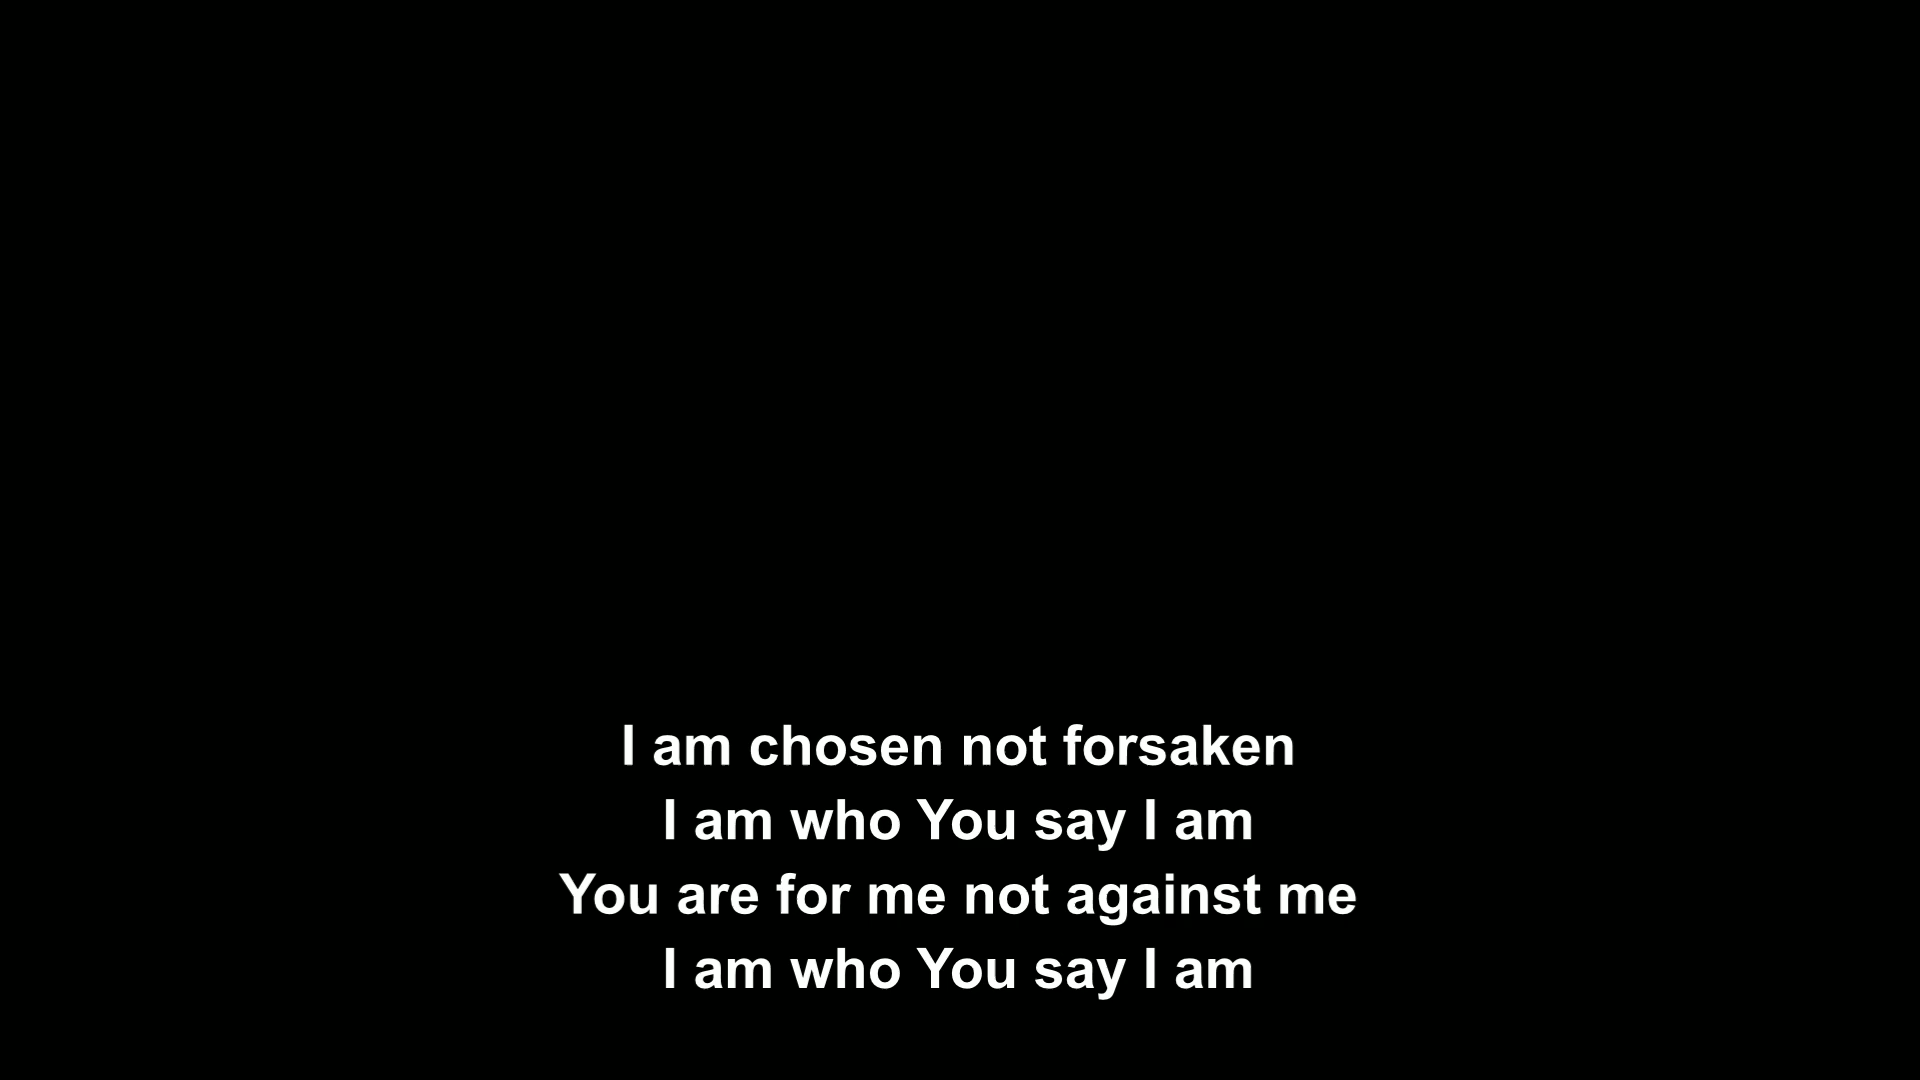 I am chosen not forsaken
I am who You say I am
You are for me not against me
I am who You say I am